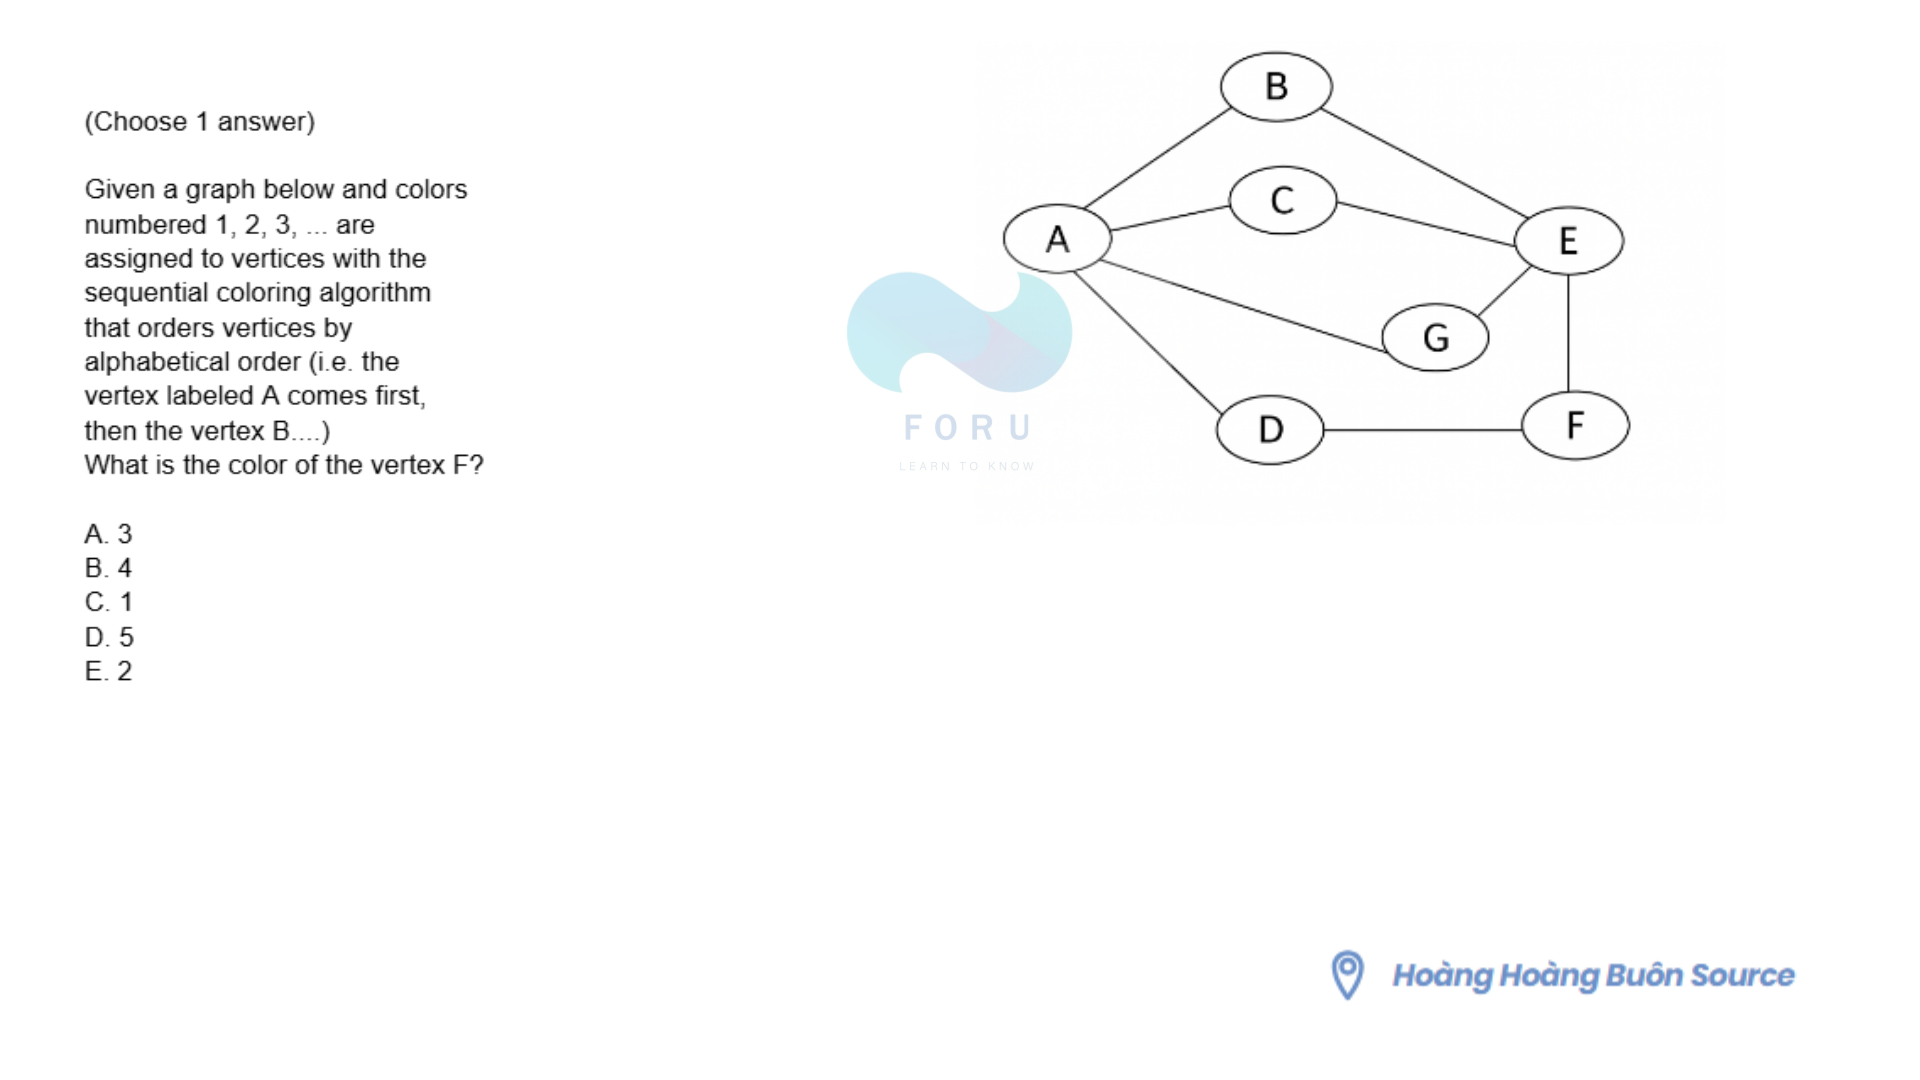 (Choose 1 answer)
Given a graph below and colors
numbered 1, 2, 3, ... are
assigned to vertices with the
sequential coloring algorithm
that orders vertices by
alphabetical order (i.e. the
vertex labeled A comes first,
then the vertex B....)
What is the color of the vertex F?
A. 3
B. 4
C. 1
D. 5
E. 2
B
C
A
E
G
D
F
FORU
LEARN TO KNOW
Hoàng Hoàng Buôn Source